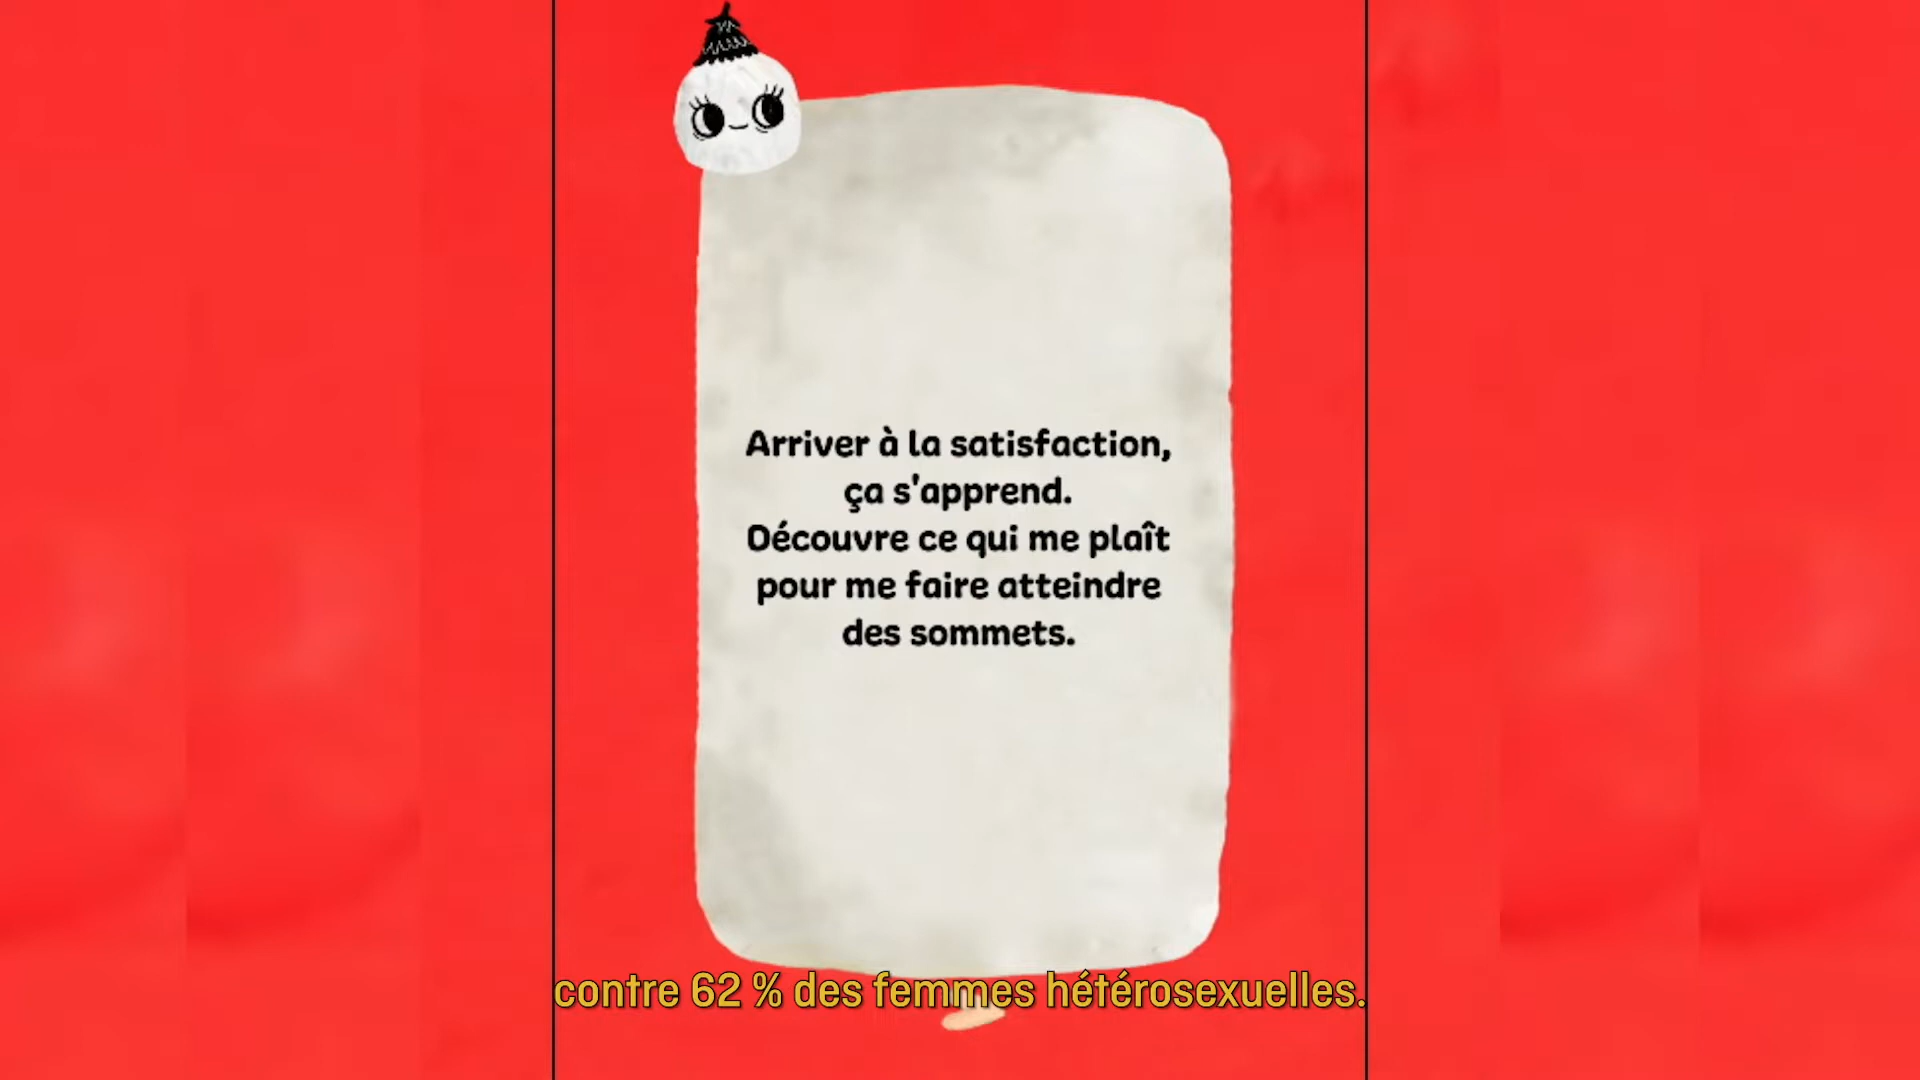 Arriver à la satisfaction,
ça s'apprend.
Découvre ce qui me plaît
pour me faire atteindre
des sommets.
contre 62 % des femmes hétérosexuelles.